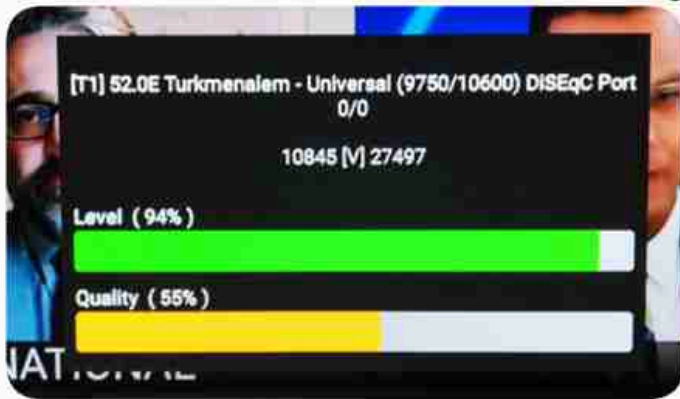 [T1] 52.0E Turkmenalem - Universal (9750/10600) DiSEqC Port
0/0
10845 [V] 27497
Level ( 94% )
Quality ( 55% )